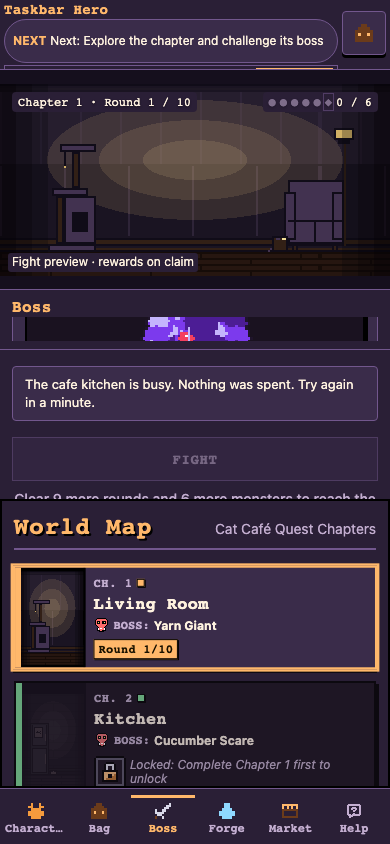 Taskbar Hero
NEXT Next: Explore the chapter and challenge its boss
Chapter 1 · Round 1 / 10
0 / 6
Fight preview · rewards on claim
Boss
The cafe kitchen is busy. Nothing was spent. Try again
in a minute.
FIGHT
Clear 9 more rounds and 6 more monsters to reach the
World Map
Cat Café Quest Chapters
CH. 1
Living Room
BOSS: Yarn Giant
Round 1/10
CH. 2
Kitchen
BOSS: Cucumber Scare
Locked: Complete Chapter 1 first to
unlock
Charact…
Bag
Boss
Forge
Market
Help